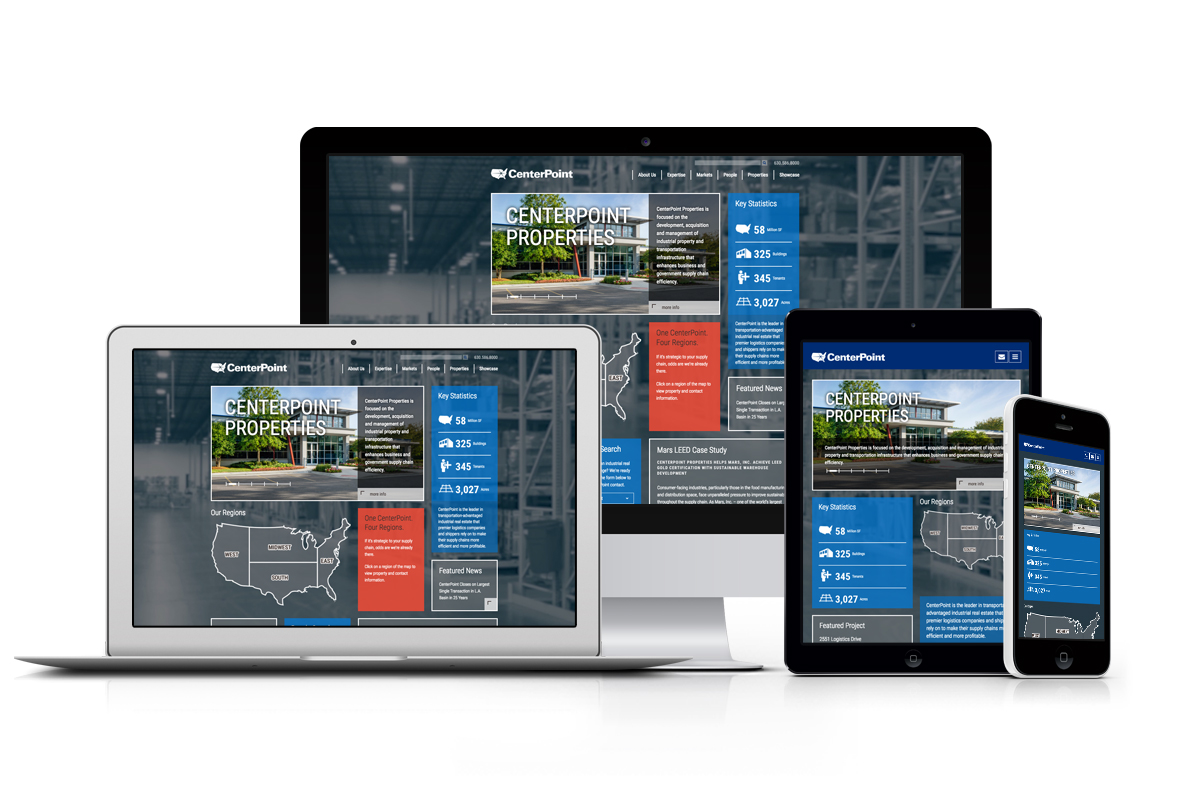 630.586.8000
CenterPoint
About Us
Expertise
Markets
People
Properties
Showcase
CENTERPOINT
PROPERTIES
CenterPoint Properties is
focused on the
development, acquisition
and management of
industrial property and
transportation
infrastructure that
enhances business and
government supply chain
efficiency.
more info
Key Statistics
58 Million SF
325 Buildings
345 Tenants
3,027 Acres
CenterPoint is the leader in
transportation-advantaged
industrial real estate that
premier logistics companies
and shippers rely on to make
their supply chains more
efficient and more profitable.
EAST
One CenterPoint.
Four Regions.
If it's strategic to your supply
chain, odds are we're already
there.
Click on a region of the map to
view property and contact
information.
Featured News
CenterPoint Closes on Largest
Single Transaction in L.A.
Basin in 23 Years
Search
Mars LEED Case Study
CENTERPOINT PROPERTIES HELPS MARS, INC. ACHIEVE LEED
GOLD CERTIFICATION WITH SUSTAINABLE WAREHOUSE
DEVELOPMENT
Consumer-facing industries, particularly those in the food manufacturing
and distribution space, face unparalleled pressure to improve sustainab
throughout the supply chain. As Mars, Inc. – one of the world's largest
630.586.8000
CenterPoint
About Us
Expertise
Markets
People
Properties
Showcase
CENTERPOINT
PROPERTIES
CenterPoint Properties is
focused on the
development, acquisition
and management of
industrial property and
transportation
infrastructure that
enhances business and
government supply chain
efficiency.
more info
Key Statistics
58 Million SF
325 Buildings
345 Tenants
3,027 Acres
CenterPoint is the leader in
transportation-advantaged
industrial real estate that
premier logistics companies
and shippers rely on to make
their supply chains more
efficient and more profitable.
Our Regions
WEST
MIDWEST
EAST
SOUTH
One CenterPoint.
Four Regions.
If it's strategic to your supply
chain, odds are we're already
there.
Click on a region of the map to
view property and contact
information.
Featured News
CenterPoint Closes on Largest
Single Transaction in L.A.
Basin in 23 Years
CenterPoint
CENTERPOINT
PROPERTIES
CenterPoint Properties is focused on the development, acquisition and management of
industrial property and transportation infrastructure that enhances business and government supply chain
efficiency.
more info
Key Statistics
58 Million SF
325 Buildings
345 Tenants
3,027 Acres
Our Regions
WEST
MIDWEST
SOUTH
CenterPoint is the leader in transporta
advantaged industrial real estate that
premier logistics companies and ship
rely on to make their supply chains m
efficient and more profitable.
Featured Project
2551 Logistics Drive
CenterPoint
58
325
345
3,027